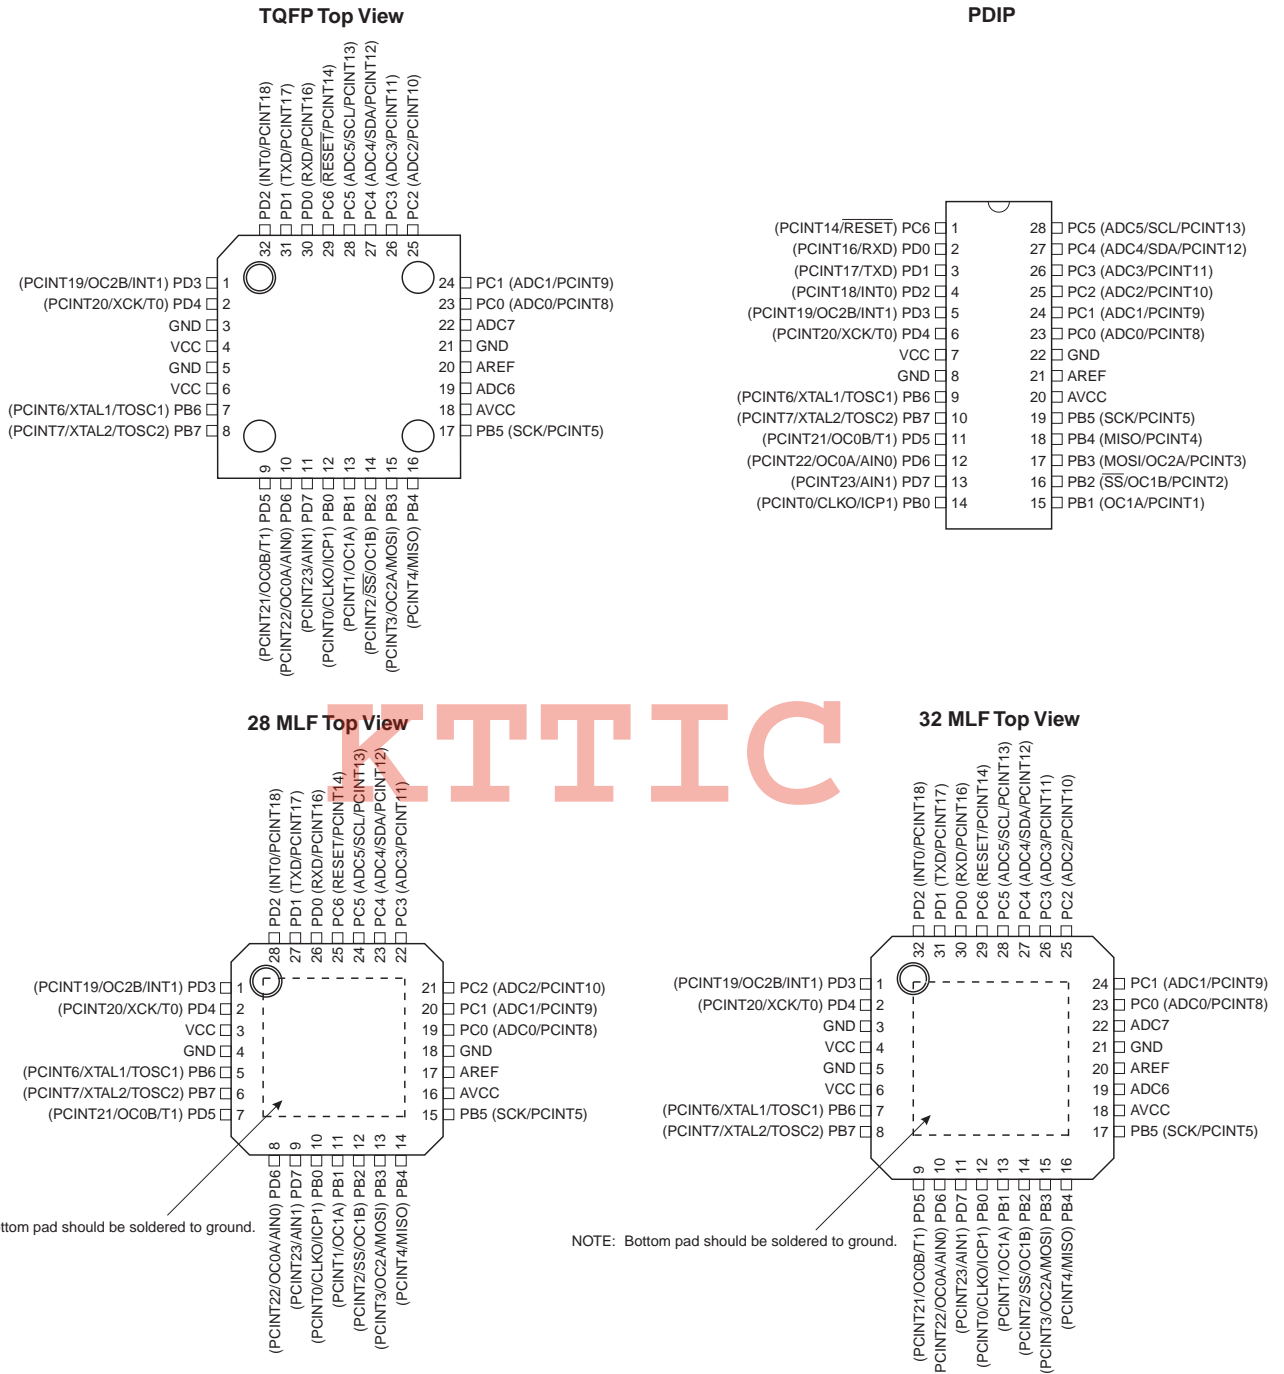 TQFP Top View
PD2 (INT0/PCINT18)
PD1 (TXD/PCINT17)
PD0 (RXD/PCINT16)
PC6 (RESET/PCINT14)
PC5 (ADC5/SCL/PCINT13)
PC4 (ADC4/SDA/PCINT12)
PC3 (ADC3/PCINT11)
PC2 (ADC2/PCINT10)
32 31 30 29 28 27 26 25
(PCINT19/OC2B/INT1) PD3 1
(PCINT20/XCK/T0) PD4 2
GND 3
VCC 4
GND 5
VCC 6
(PCINT6/XTAL1/TOSC1) PB6 7
(PCINT7/XTAL2/TOSC2) PB7 8
24 PC1 (ADC1/PCINT9)
23 PC0 (ADC0/PCINT8)
22 ADC7
21 GND
20 AREF
19 ADC6
18 AVCC
17 PB5 (SCK/PCINT5)
9 10 11 12 13 14 15 16
(PCINT21/OC0B/T1) PD5
(PCINT22/OC0A/AIN0) PD6
(PCINT23/AIN1) PD7
(PCINT0/CLKO/ICP1) PB0
(PCINT1/OC1A) PB1
(PCINT2/SS/OC1B) PB2
(PCINT3/OC2A/MOSI) PB3
(PCINT4/MISO) PB4
PDIP
(PCINT14/RESET) PC6 1
(PCINT16/RXD) PD0 2
(PCINT17/TXD) PD1 3
(PCINT18/INT0) PD2 4
(PCINT19/OC2B/INT1) PD3 5
(PCINT20/XCK/T0) PD4 6
VCC 7
GND 8
(PCINT6/XTAL1/TOSC1) PB6 9
(PCINT7/XTAL2/TOSC2) PB7 10
(PCINT21/OC0B/T1) PD5 11
(PCINT22/OC0A/AIN0) PD6 12
(PCINT23/AIN1) PD7 13
(PCINT0/CLKO/ICP1) PB0 14
28 PC5 (ADC5/SCL/PCINT13)
27 PC4 (ADC4/SDA/PCINT12)
26 PC3 (ADC3/PCINT11)
25 PC2 (ADC2/PCINT10)
24 PC1 (ADC1/PCINT9)
23 PC0 (ADC0/PCINT8)
22 GND
21 AREF
20 AVCC
19 PB5 (SCK/PCINT5)
18 PB4 (MISO/PCINT4)
17 PB3 (MOSI/OC2A/PCINT3)
16 PB2 (SS/OC1B/PCINT2)
15 PB1 (OC1A/PCINT1)
KTTIC
28 MLF Top View
PD2 (INT0/PCINT18)
PD1 (TXD/PCINT17)
PD0 (RXD/PCINT16)
PC6 (RESET/PCINT14)
PC5 (ADC5/SCL/PCINT13)
PC4 (ADC4/SDA/PCINT12)
PC3 (ADC3/PCINT11)
28 27 26 25 24 23 22
(PCINT19/OC2B/INT1) PD3 1
(PCINT20/XCK/T0) PD4 2
VCC 3
GND 4
(PCINT6/XTAL1/TOSC1) PB6 5
(PCINT7/XTAL2/TOSC2) PB7 6
(PCINT21/OC0B/T1) PD5 7
21 PC2 (ADC2/PCINT10)
20 PC1 (ADC1/PCINT9)
19 PC0 (ADC0/PCINT8)
18 GND
17 AREF
16 AVCC
15 PB5 (SCK/PCINT5)
8 9 10 11 12 13 14
(PCINT22/OC0A/AIN0) PD6
(PCINT23/AIN1) PD7
(PCINT0/CLKO/ICP1) PB0
(PCINT1/OC1A) PB1
(PCINT2/SS/OC1B) PB2
(PCINT3/OC2A/MOSI) PB3
(PCINT4/MISO) PB4
ttom pad should be soldered to ground.
32 MLF Top View
PD2 (INT0/PCINT18)
PD1 (TXD/PCINT17)
PD0 (RXD/PCINT16)
PC6 (RESET/PCINT14)
PC5 (ADC5/SCL/PCINT13)
PC4 (ADC4/SDA/PCINT12)
PC3 (ADC3/PCINT11)
PC2 (ADC2/PCINT10)
32 31 30 29 28 27 26 25
(PCINT19/OC2B/INT1) PD3 1
(PCINT20/XCK/T0) PD4 2
GND 3
VCC 4
GND 5
VCC 6
(PCINT6/XTAL1/TOSC1) PB6 7
(PCINT7/XTAL2/TOSC2) PB7 8
24 PC1 (ADC1/PCINT9)
23 PC0 (ADC0/PCINT8)
22 ADC7
21 GND
20 AREF
19 ADC6
18 AVCC
17 PB5 (SCK/PCINT5)
9 10 11 12 13 14 15 16
(PCINT21/OC0B/T1) PD5
PCINT22/OC0A/AIN0) PD6
(PCINT23/AIN1) PD7
(PCINT0/CLKO/ICP1) PB0
(PCINT1/OC1A) PB1
(PCINT2/SS/OC1B) PB2
(PCINT3/OC2A/MOSI) PB3
(PCINT4/MISO) PB4
NOTE: Bottom pad should be soldered to ground.